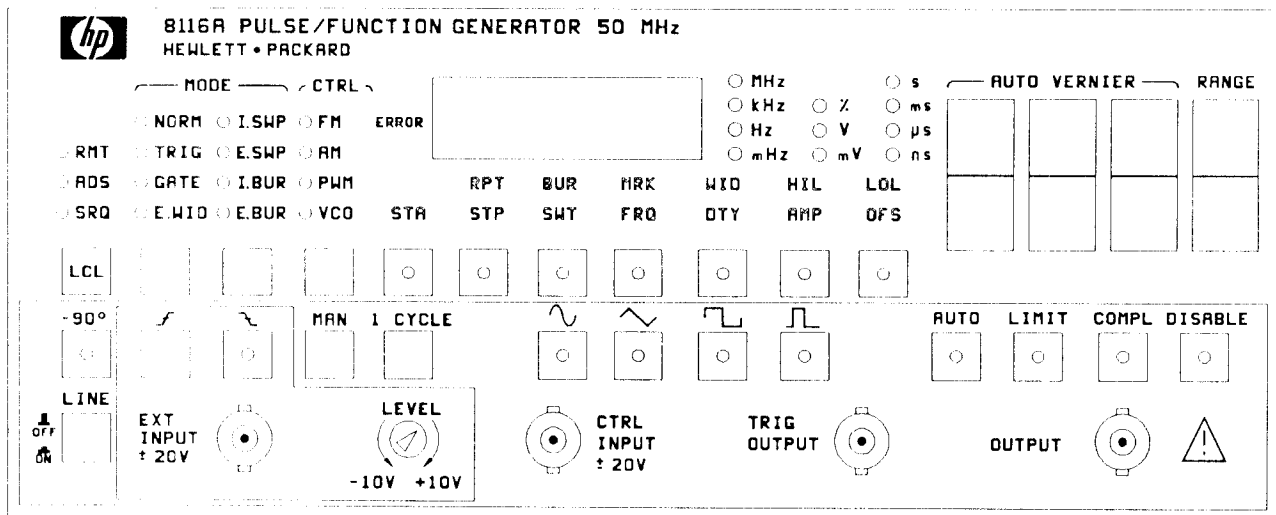 hp
8116A PULSE/FUNCTION GENERATOR 50 MHz
HEWLETT • PACKARD
MODE CTRL
ERROR
MHz s AUTO VERNIER RANGE
kHz % ms
Hz V µs
mHz mV ns
NORM I.SWP FM
RMT TRIG E.SWP AM
ADS GATE I.BUR PWM RPT BUR MRK WID HIL LOL
SRQ E.WID E.BUR VCO STA STP SWT FRQ DTY AMP OFS
LCL
-90° MAN 1 CYCLE AUTO LIMIT COMPL DISABLE
LINE
OFF
ON
EXT
INPUT
± 20V
LEVEL
-10V +10V
CTRL
INPUT
± 20V
TRIG
OUTPUT
OUTPUT
!